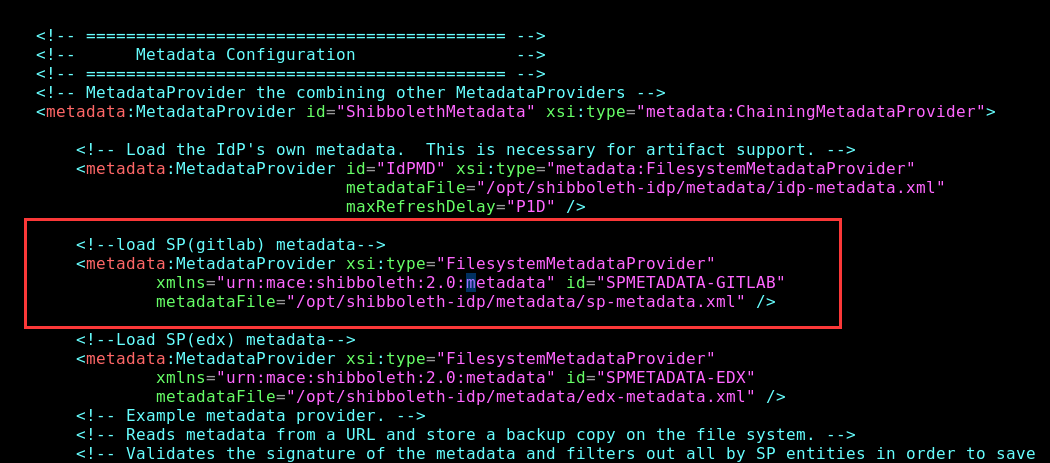 <!-- ========================================== -->
<!--      Metadata Configuration                -->
<!-- ========================================== -->
<!-- MetadataProvider the combining other MetadataProviders -->
<metadata:MetadataProvider id="ShibbolethMetadata" xsi:type="metadata:ChainingMetadataProvider">
<!-- Load the IdP's own metadata.  This is necessary for artifact support. -->
<metadata:MetadataProvider id="IdPMD" xsi:type="metadata:FilesystemMetadataProvider"
metadataFile="/opt/shibboleth-idp/metadata/idp-metadata.xml"
maxRefreshDelay="P1D" />
<!--load SP(gitlab) metadata-->
<metadata:MetadataProvider xsi:type="FilesystemMetadataProvider"
xmlns="urn:mace:shibboleth:2.0:metadata" id="SPMETADATA-GITLAB"
metadataFile="/opt/shibboleth-idp/metadata/sp-metadata.xml" />
<!--Load SP(edx) metadata-->
<metadata:MetadataProvider xsi:type="FilesystemMetadataProvider"
xmlns="urn:mace:shibboleth:2.0:metadata" id="SPMETADATA-EDX"
metadataFile="/opt/shibboleth-idp/metadata/edx-metadata.xml" />
<!-- Example metadata provider. -->
<!-- Reads metadata from a URL and store a backup copy on the file system. -->
<!-- Validates the signature of the metadata and filters out all by SP entities in order to save